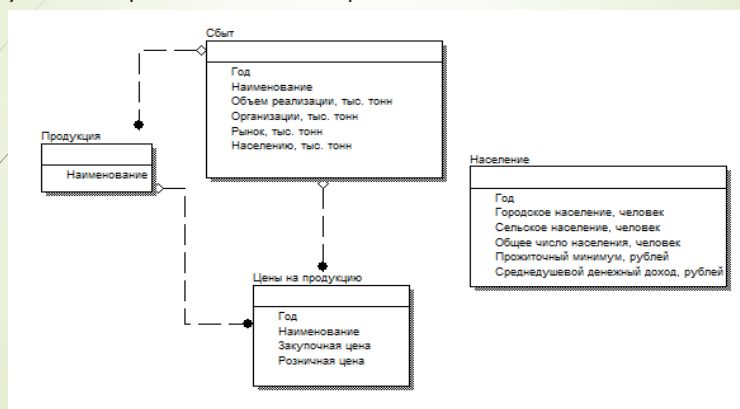 Сбыт
Год
Наименование
Объем реализации, тыс. тонн
Организации, тыс. тонн
Рынок, тыс. тонн
Населению, тыс. тонн
Продукция
Наименование
Население
Год
Городское население, человек
Сельское население, человек
Общее число населения, человек
Прожиточный минимум, рублей
Среднедушевой денежный доход, рублей
Цены на продукцию
Год
Наименование
Закупочная цена
Розничная цена